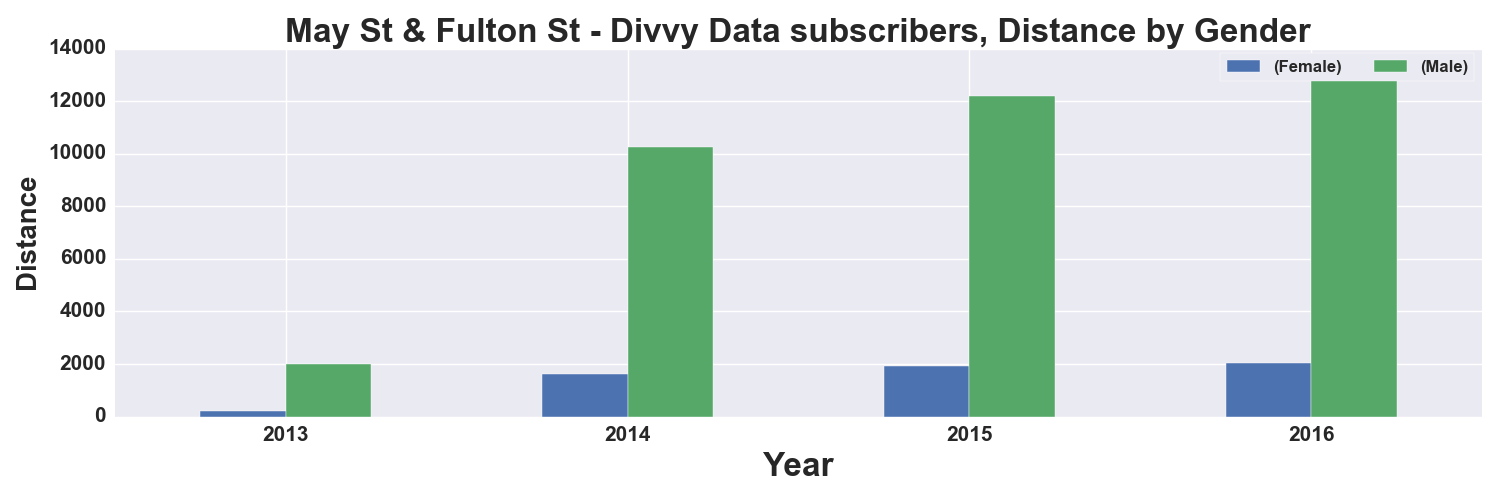 May St & Fulton St - Divvy Data subscribers, Distance by Gender
(Female) (Male)
14000
12000
10000
8000
6000
4000
2000
0
Distance
2013 2014 2015 2016
Year